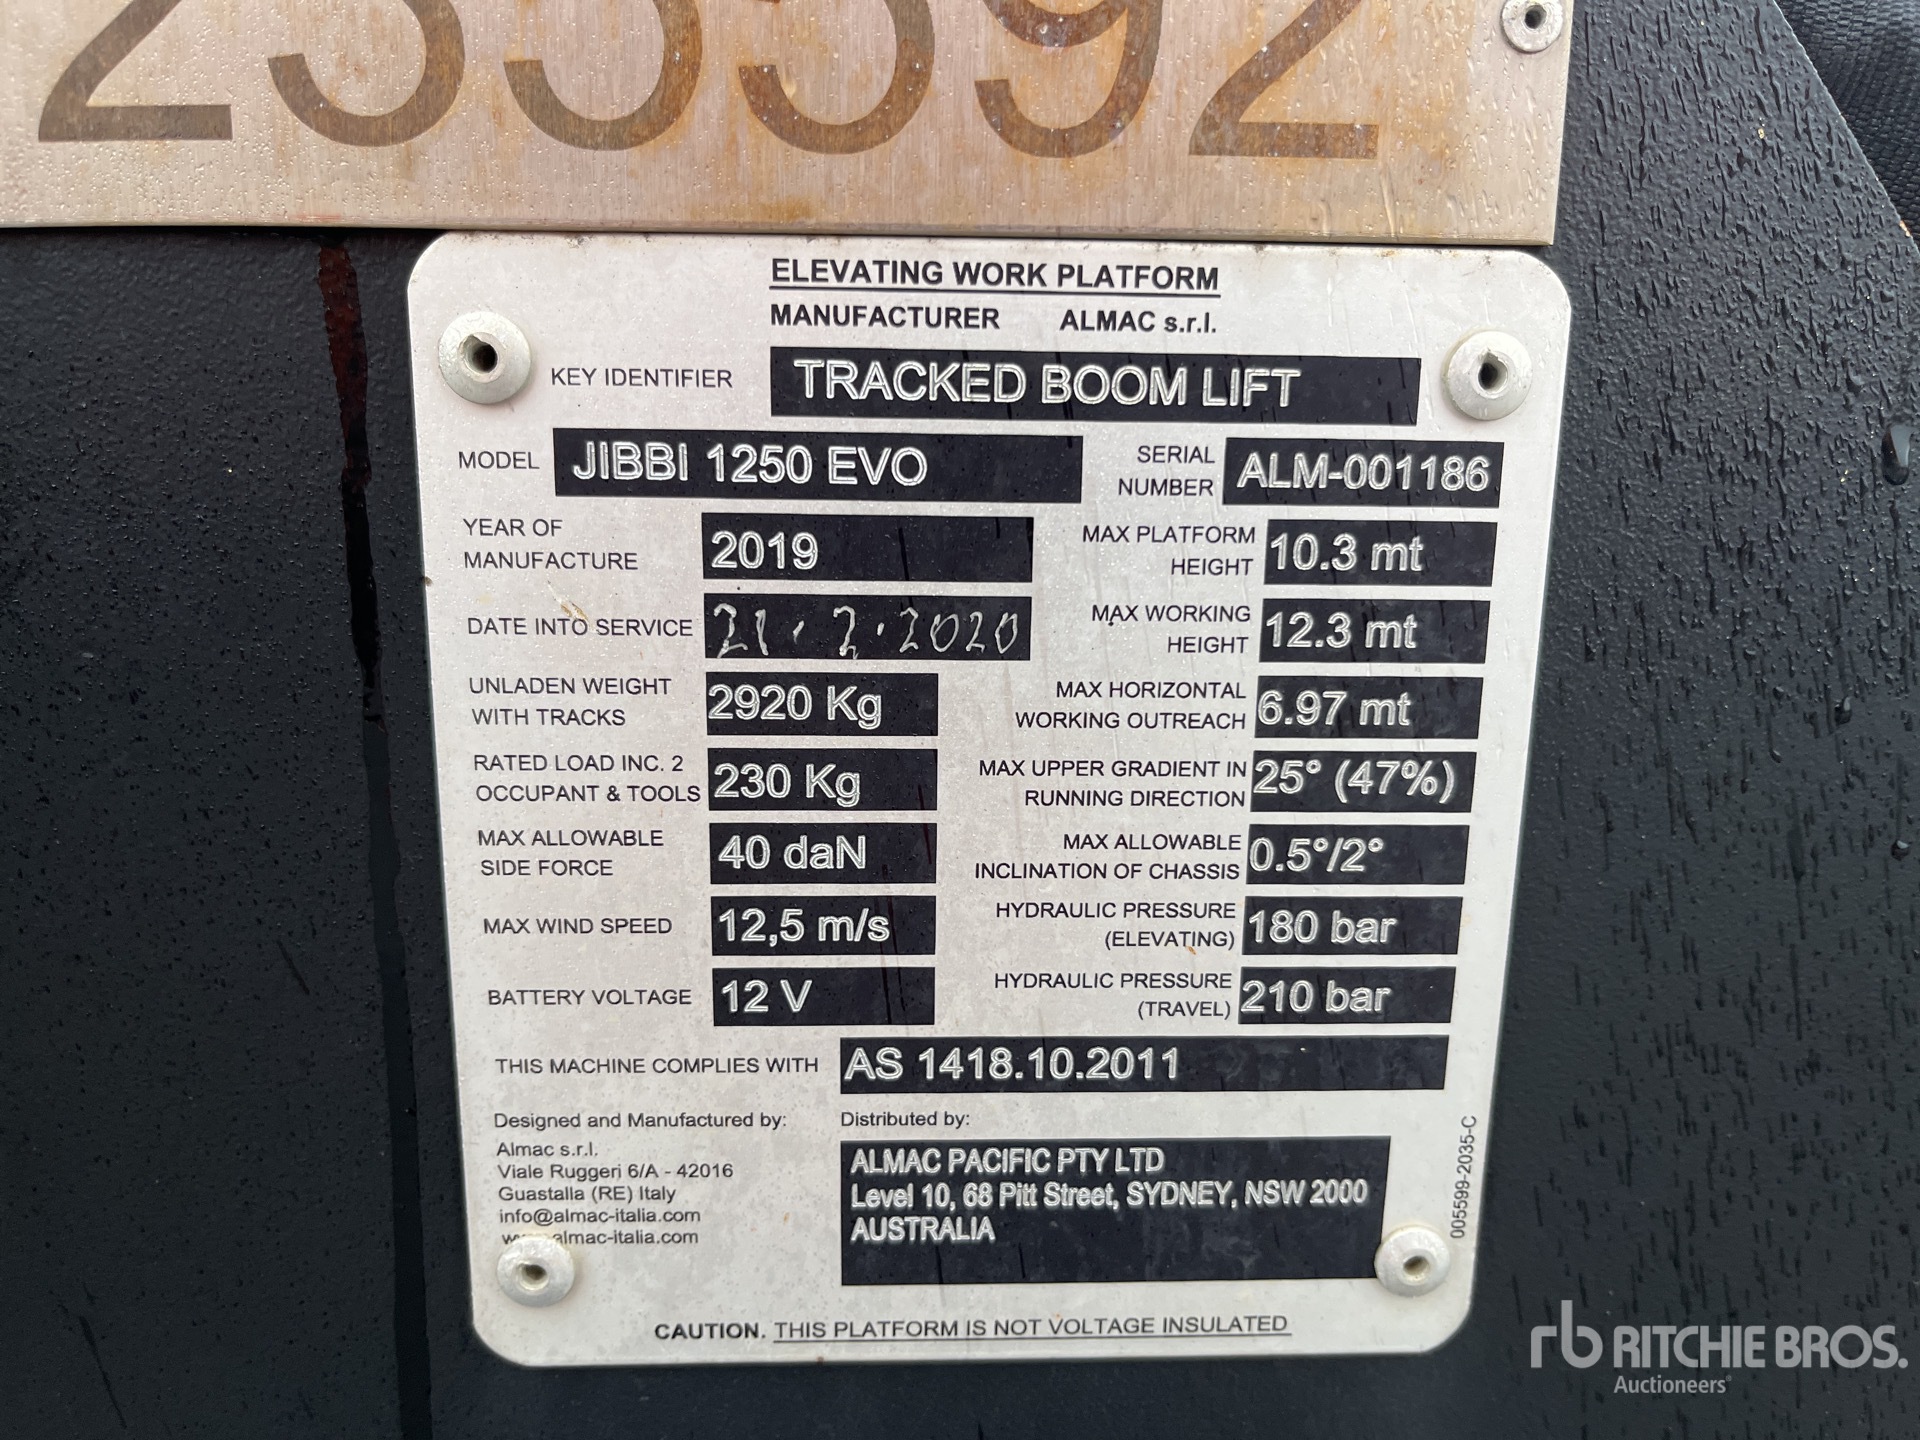 ELEVATING WORK PLATFORM
MANUFACTURER ALMAC s.r.l.
KEY IDENTIFIER TRACKED BOOM LIFT
MODEL JIBBI 1250 EVO
SERIAL NUMBER ALM-001186
YEAR OF MANUFACTURE 2019
MAX PLATFORM HEIGHT 10.3 mt
DATE INTO SERVICE 21.2.2020
MAX WORKING HEIGHT 12.3 mt
UNLADEN WEIGHT WITH TRACKS 2920 Kg
MAX HORIZONTAL WORKING OUTREACH 6.97 mt
RATED LOAD INC. 2 OCCUPANT & TOOLS 230 Kg
MAX UPPER GRADIENT IN RUNNING DIRECTION 25° (47%)
MAX ALLOWABLE SIDE FORCE 40 daN
MAX ALLOWABLE INCLINATION OF CHASSIS 0.5°/2°
MAX WIND SPEED 12,5 m/s
HYDRAULIC PRESSURE (ELEVATING) 180 bar
BATTERY VOLTAGE 12 V
HYDRAULIC PRESSURE (TRAVEL) 210 bar
THIS MACHINE COMPLIES WITH AS 1418.10.2011
Designed and Manufactured by:
Almac s.r.l.
Viale Ruggeri 6/A - 42016
Guastalla (RE) Italy
info@almac-italia.com
almac-italia.com
Distributed by:
ALMAC PACIFIC PTY LTD
Level 10, 68 Pitt Street, SYDNEY, NSW 2000
AUSTRALIA
005599-2035-C
CAUTION. THIS PLATFORM IS NOT VOLTAGE INSULATED
rb RITCHIE BROS.
Auctioneers